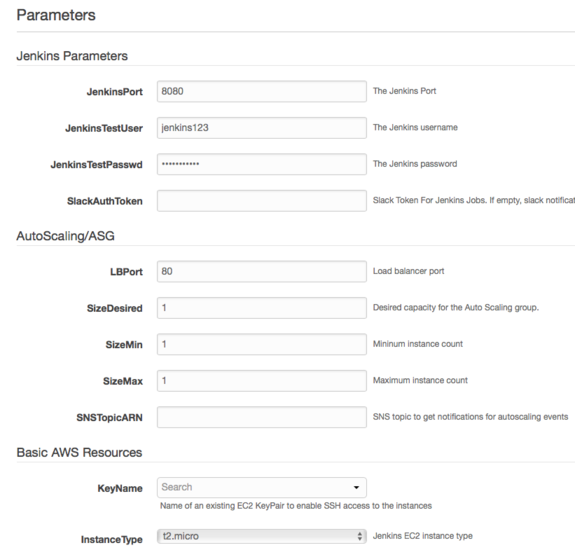 Parameters
Jenkins Parameters
JenkinsPort 8080 The Jenkins Port
JenkinsTestUser jenkins123 The Jenkins username
JenkinsTestPasswd ••••••••••• The Jenkins password
SlackAuthToken Slack Token For Jenkins Jobs. If empty, slack notificat
AutoScaling/ASG
LBPort 80 Load balancer port
SizeDesired 1 Desired capacity for the Auto Scaling group.
SizeMin 1 Mininum instance count
SizeMax 1 Maximum instance count
SNSTopicARN SNS topic to get notifications for autoscaling events
Basic AWS Resources
KeyName Search
Name of an existing EC2 KeyPair to enable SSH access to the instances
InstanceType t2.micro Jenkins EC2 instance type